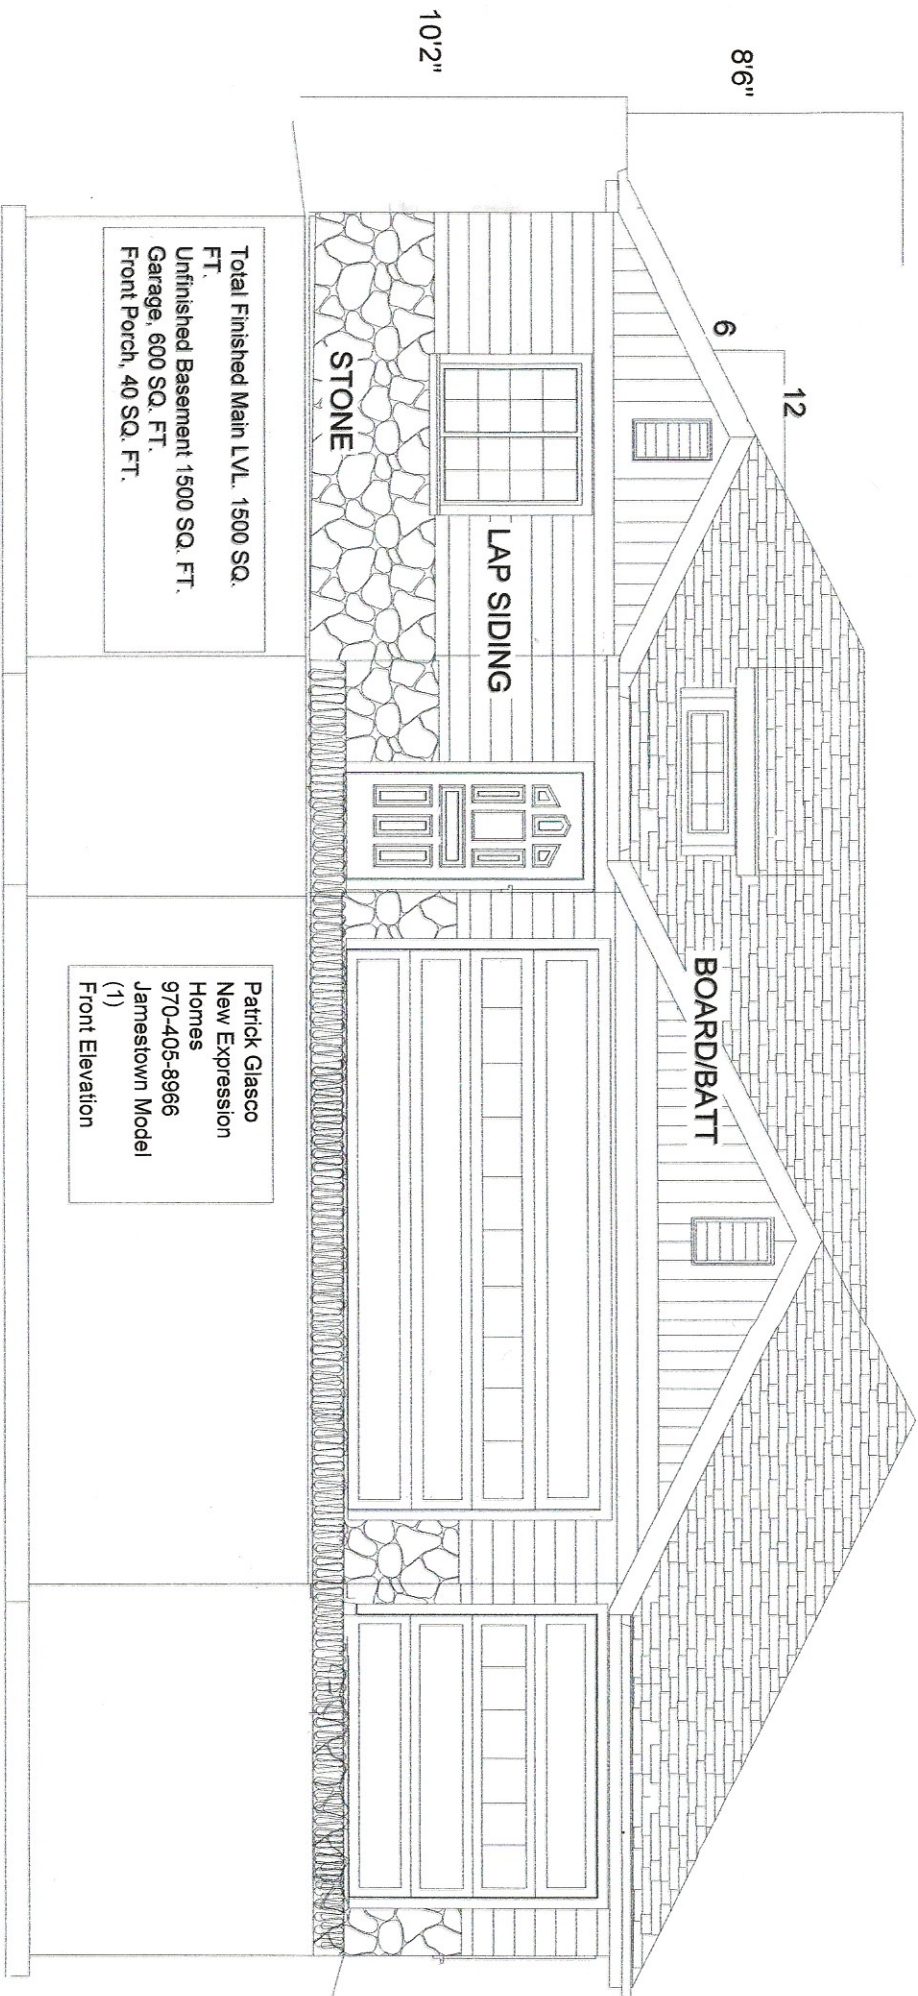 8'6"
10'2"
6
12
BOARD/BATT
LAP SIDING
STONE
Total Finished Main LVL. 1500 SQ.
FT.
Unfinished Basement 1500 SQ. FT.
Garage, 600 SQ. FT.
Front Porch, 40 SQ. FT.
Patrick Glasco
New Expression
Homes
970-405-8966
Jamestown Model
(1)
Front Elevation